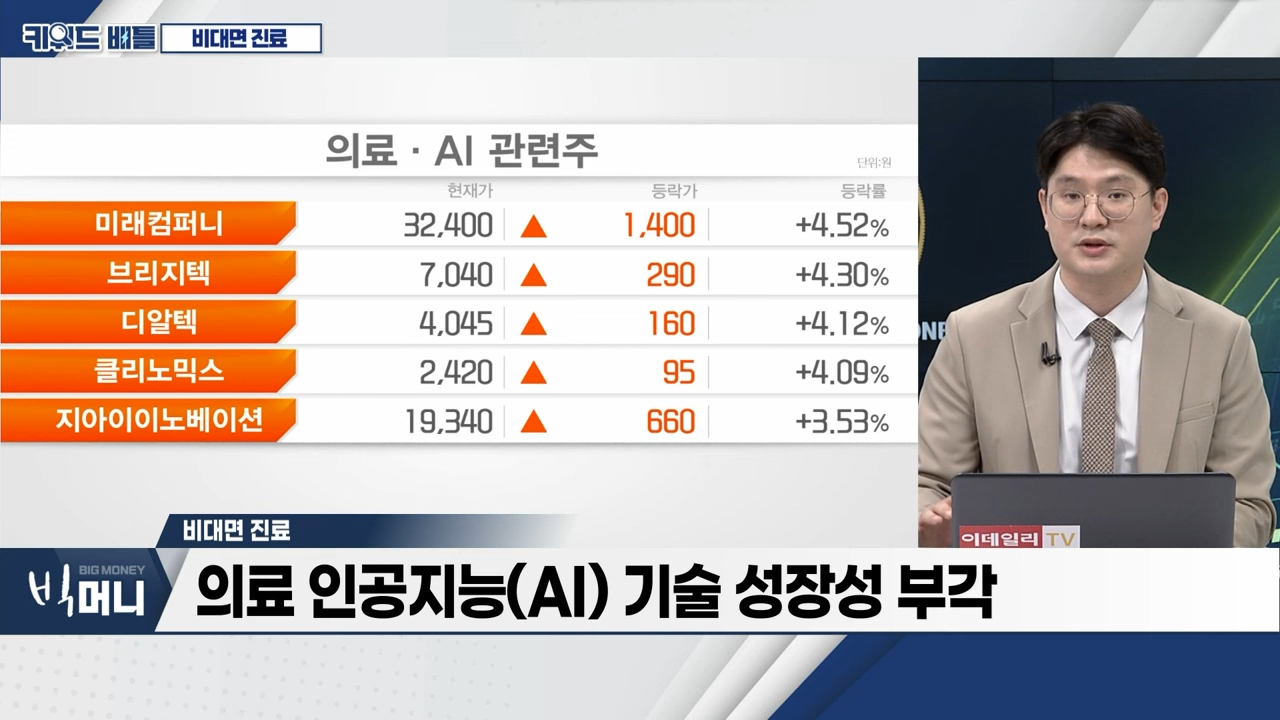 키워드 배틀 비대면 진료
의료 · AI 관련주
단위:원
현재가 등락가 등락률
미래컴퍼니 32,400 ▲ 1,400 +4.52%
브리지텍 7,040 ▲ 290 +4.30%
디알텍 4,045 ▲ 160 +4.12%
클리노믹스 2,420 ▲ 95 +4.09%
지아이이노베이션 19,340 ▲ 660 +3.53%
ONE
이데일리 TV
비대면 진료
BIG MONEY
빅머니
의료 인공지능(AI) 기술 성장성 부각